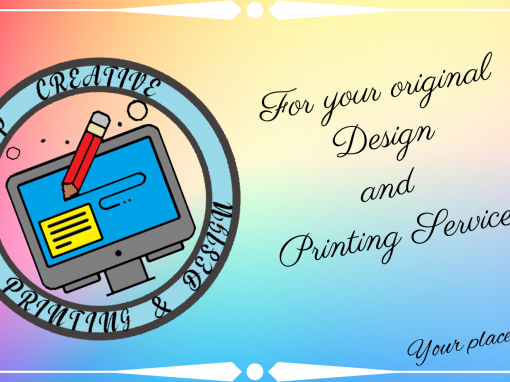 CREATIVE
PRINTING & DESIGN
For your original
Design
and
Printing Service
Your place